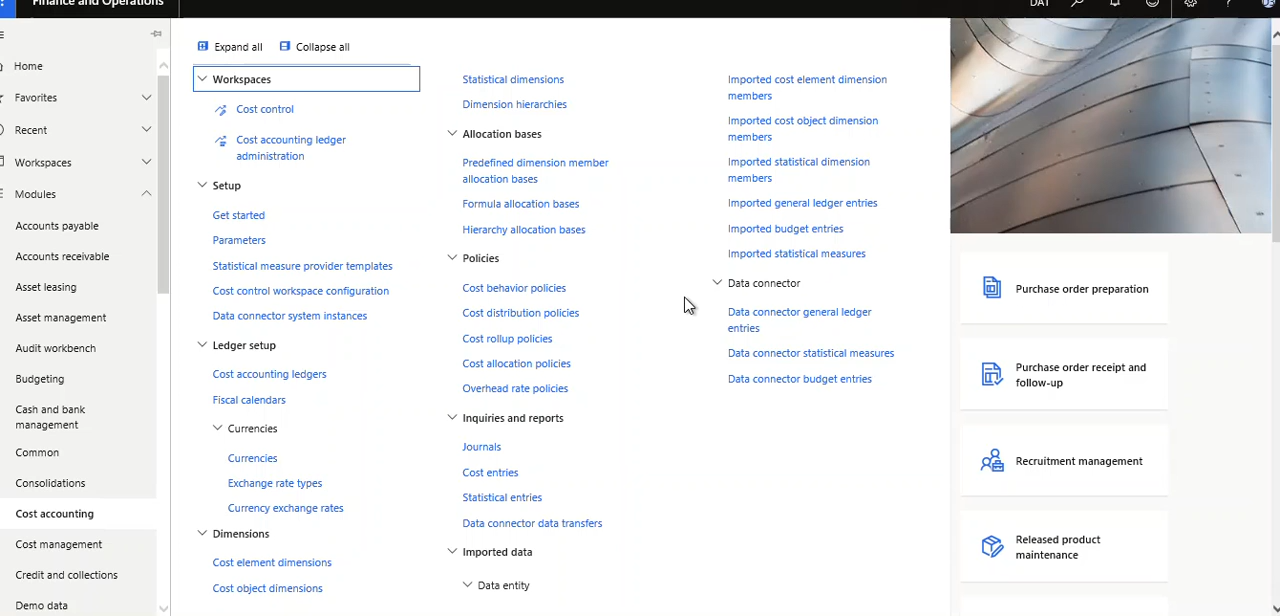 Finance and Operations
DAT
Home
Favorites
Recent
Workspaces
Modules
Accounts payable
Accounts receivable
Asset leasing
Asset management
Audit workbench
Budgeting
Cash and bank
management
Common
Consolidations
Cost accounting
Cost management
Credit and collections
Demo data
Expand all
Collapse all
Workspaces
Cost control
Cost accounting ledger
administration
Setup
Get started
Parameters
Statistical measure provider templates
Cost control workspace configuration
Data connector system instances
Ledger setup
Cost accounting ledgers
Fiscal calendars
Currencies
Currencies
Exchange rate types
Currency exchange rates
Dimensions
Cost element dimensions
Cost object dimensions
Statistical dimensions
Dimension hierarchies
Allocation bases
Predefined dimension member
allocation bases
Formula allocation bases
Hierarchy allocation bases
Policies
Cost behavior policies
Cost distribution policies
Cost rollup policies
Cost allocation policies
Overhead rate policies
Inquiries and reports
Journals
Cost entries
Statistical entries
Data connector data transfers
Imported data
Data entity
Imported cost element dimension
members
Imported cost object dimension
members
Imported statistical dimension
members
Imported general ledger entries
Imported budget entries
Imported statistical measures
Data connector
Data connector general ledger
entries
Data connector statistical measures
Data connector budget entries
Purchase order preparation
Purchase order receipt and
follow-up
Recruitment management
Released product
maintenance